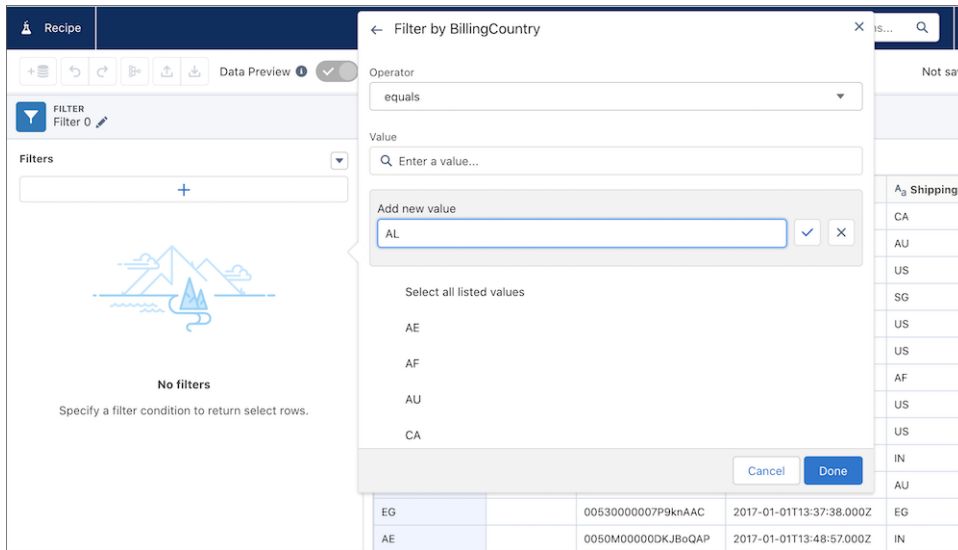 Recipe
Filter by BillingCountry
ns...
Data Preview
Not sa
Operator
equals
FILTER
Filter 0
Value
Enter a value...
Filters
Add new value
AL
Select all listed values
AE
AF
AU
CA
No filters
Specify a filter condition to return select rows.
Cancel
Done
Aa Shipping
CA
AU
US
SG
US
US
AF
US
US
IN
AU
EG 00530000007P9knAAC 2017-01-01T13:37:38.000Z EG
AE 0050M00000DKJBoQAP 2017-01-01T13:48:57.000Z IN